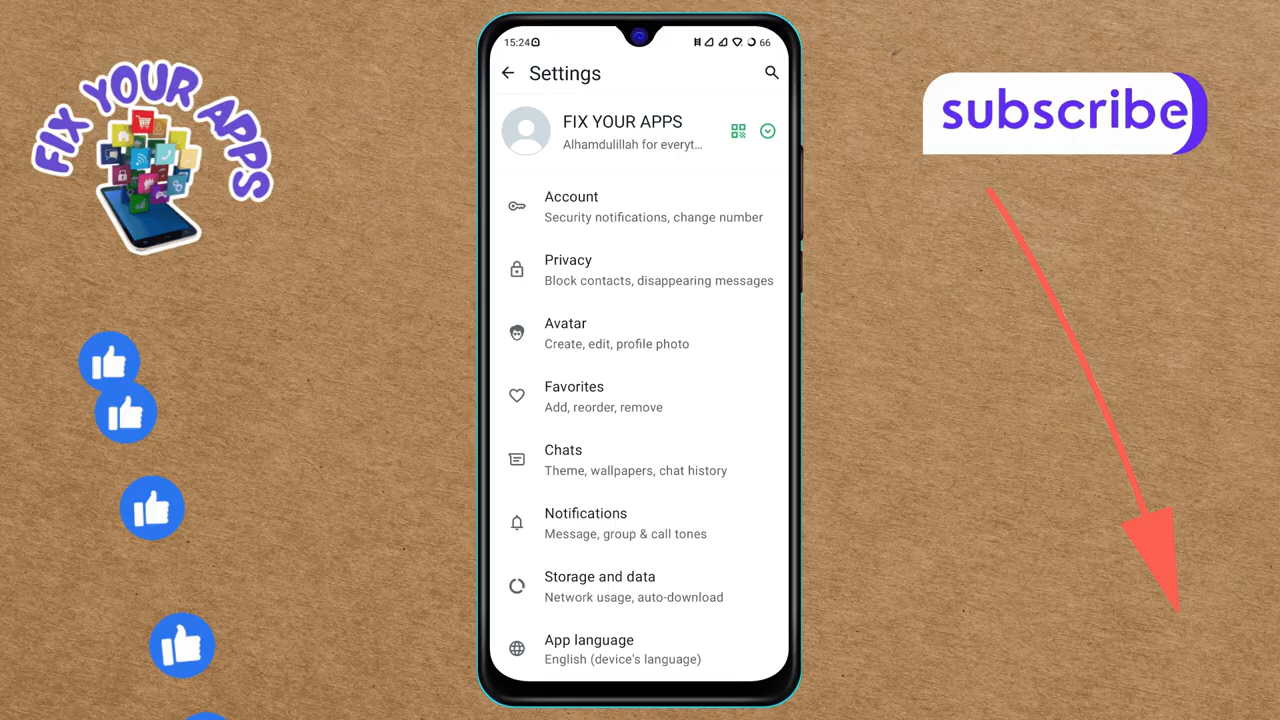 FIX YOUR APPS
subscribe
15:24
66
Settings
FIX YOUR APPS
Alhamdulillah for everyt...
Account
Security notifications, change number
Privacy
Block contacts, disappearing messages
Avatar
Create, edit, profile photo
Favorites
Add, reorder, remove
Chats
Theme, wallpapers, chat history
Notifications
Message, group & call tones
Storage and data
Network usage, auto-download
App language
English (device's language)